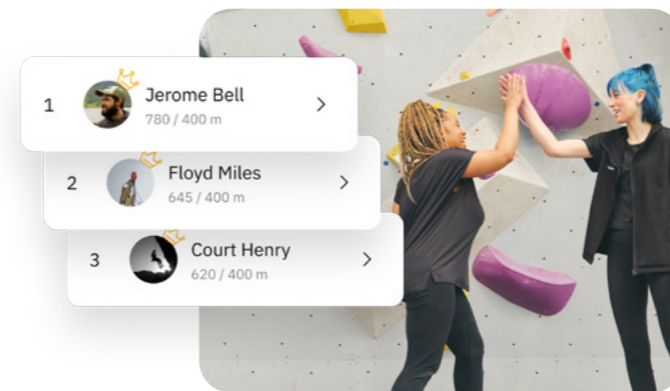 1
Jerome Bell
780 / 400 m
2
Floyd Miles
645 / 400 m
3
Court Henry
620 / 400 m